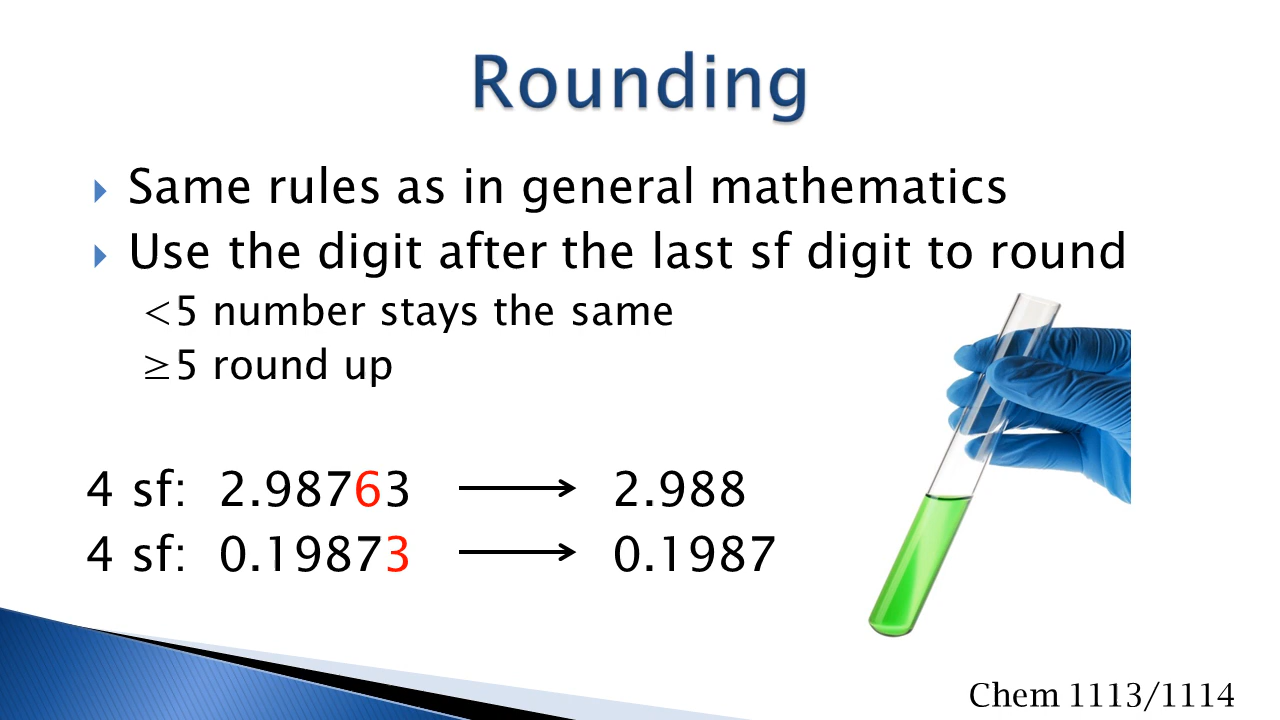 Rounding
Same rules as in general mathematics
Use the digit after the last sf digit to round
<5 number stays the same
≥5 round up
4 sf: 2.98763 ⟶ 2.988
4 sf: 0.19873 ⟶ 0.1987
Chem 1113/1114